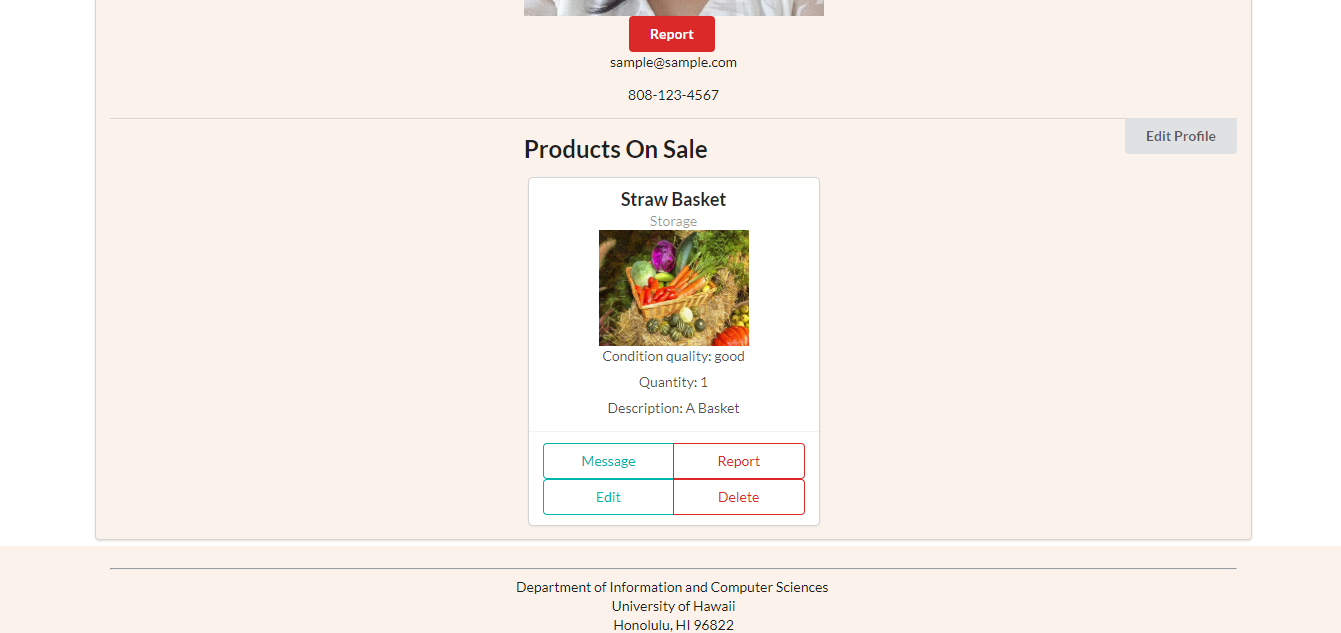 Report
sample@sample.com
808-123-4567
Edit Profile
Products On Sale
Straw Basket
Storage
Condition quality: good
Quantity: 1
Description: A Basket
Message Report
Edit Delete
Department of Information and Computer Sciences
University of Hawaii
Honolulu, HI 96822